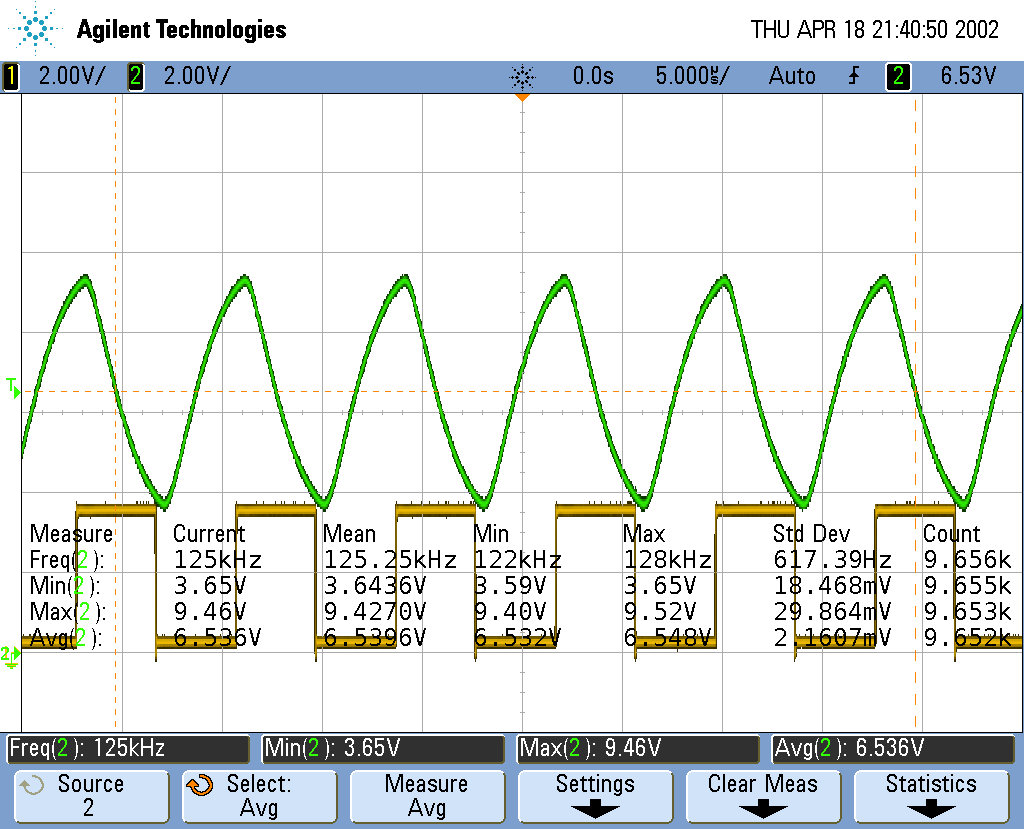 Agilent Technologies THU APR 18 21:40:50 2002
1 2.00V/ 2 2.00V/ 0.0s 5.000µs/ Auto 2 6.53V
T
Measure Current Mean Min Max Std Dev Count
Freq(2): 125kHz 125.25kHz 122kHz 128kHz 617.39Hz 9.656k
Min(2): 3.65V 3.6436V 3.59V 3.65V 18.468mV 9.655k
Max(2): 9.46V 9.4270V 9.40V 9.52V 29.864mV 9.653k
Avg(2): 6.536V 6.5396V 6.532V 6.548V 2.1607mV 9.652k
2
Freq(2): 125kHz Min(2): 3.65V Max(2): 9.46V Avg(2): 6.536V
Source Select: Measure Settings Clear Meas Statistics
2 Avg Avg